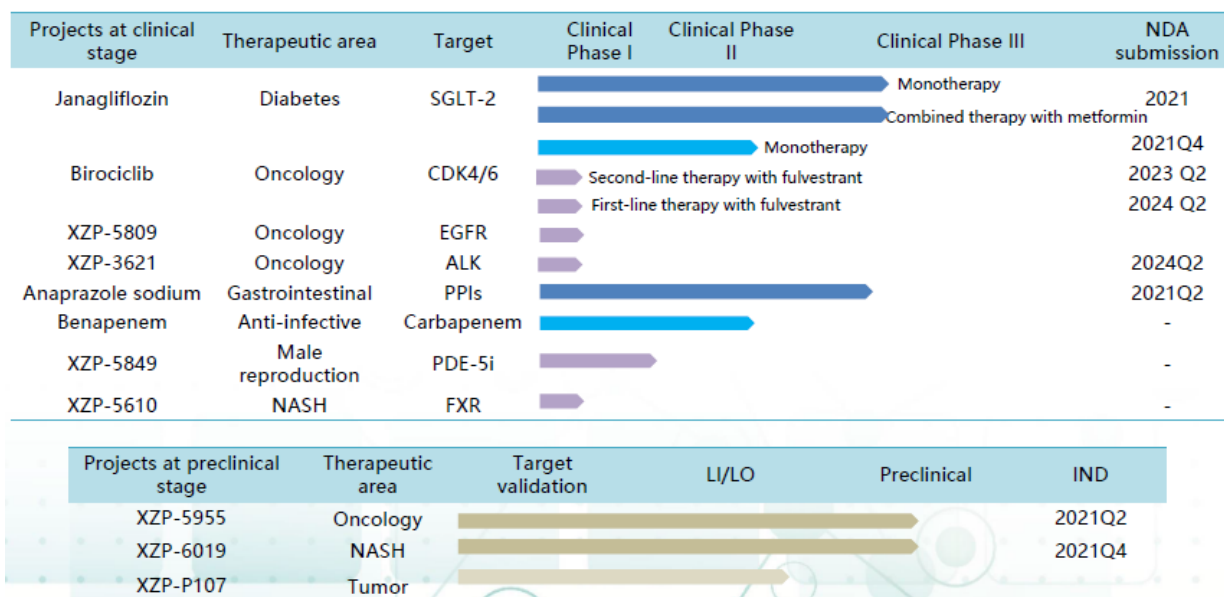 Projects at clinical stage Therapeutic area Target Clinical Phase I Clinical Phase II Clinical Phase III NDA submission
Janagliflozin Diabetes SGLT-2 Monotherapy 2021
Combined therapy with metformin
Birociclib Oncology CDK4/6 Monotherapy 2021Q4
Second-line therapy with fulvestrant 2023 Q2
First-line therapy with fulvestrant 2024 Q2
XZP-5809 Oncology EGFR
XZP-3621 Oncology ALK 2024Q2
Anaprazole sodium Gastrointestinal PPIs 2021Q2
Benapenem Anti-infective Carbapenem -
XZP-5849 Male reproduction PDE-5i -
XZP-5610 NASH FXR -
Projects at preclinical stage Therapeutic area Target validation LI/LO Preclinical IND
XZP-5955 Oncology 2021Q2
XZP-6019 NASH 2021Q4
XZP-P107 Tumor